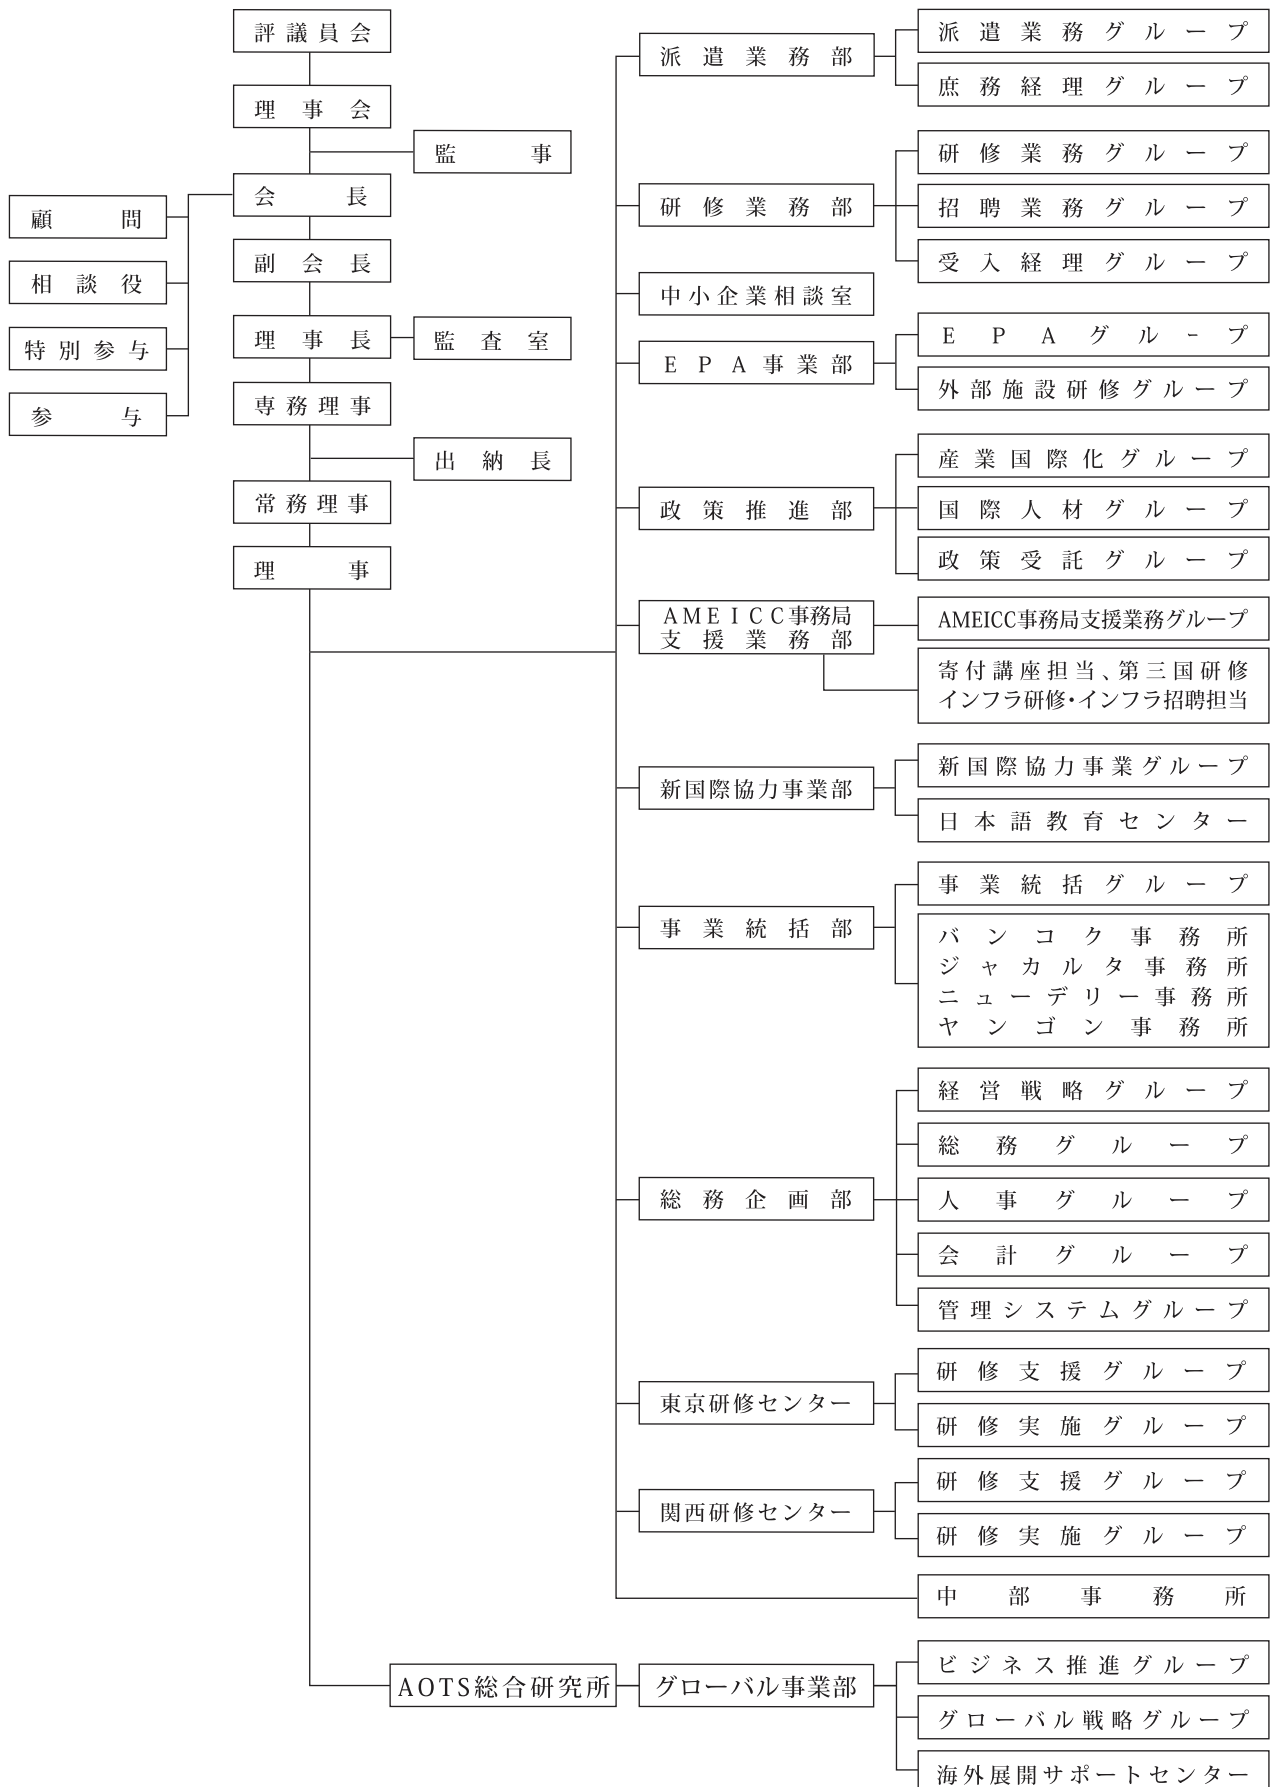 評議員会
理事会
監事
会長
顧問
相談役
特別参与
参与
副会長
理事長
監査室
専務理事
出納長
常務理事
理事
派遣業務部
派遣業務グループ
庶務経理グループ
研修業務部
研修業務グループ
招聘業務グループ
受入経理グループ
中小企業相談室
EPA事業部
EPAグループ
外部施設研修グループ
政策推進部
産業国際化グループ
国際人材グループ
政策受託グループ
AMEICC事務局
支援業務部
AMEICC事務局支援業務グループ
寄付講座担当、第三国研修
インフラ研修・インフラ招聘担当
新国際協力事業部
新国際協力事業グループ
日本語教育センター
事業統括部
事業統括グループ
バンコク事務所
ジャカルタ事務所
ニューデリー事務所
ヤンゴン事務所
総務企画部
経営戦略グループ
総務グループ
人事グループ
会計グループ
管理システムグループ
東京研修センター
研修支援グループ
研修実施グループ
関西研修センター
研修支援グループ
研修実施グループ
中部事務所
AOTS総合研究所
グローバル事業部
ビジネス推進グループ
グローバル戦略グループ
海外展開サポートセンター